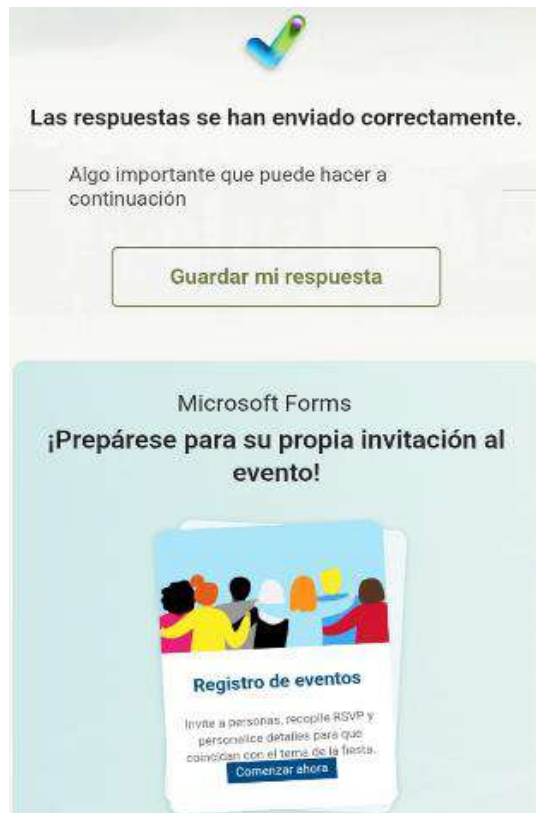 Las respuestas se han enviado correctamente.
Algo importante que puede hacer a
continuación
Guardar mi respuesta
Microsoft Forms
¡Prepárese para su propia invitación al
evento!
Registro de eventos
Invite a personas, recopile RSVP y
personalice detalles para que
coincidan con el tema de la fiesta.
Comenzar ahora